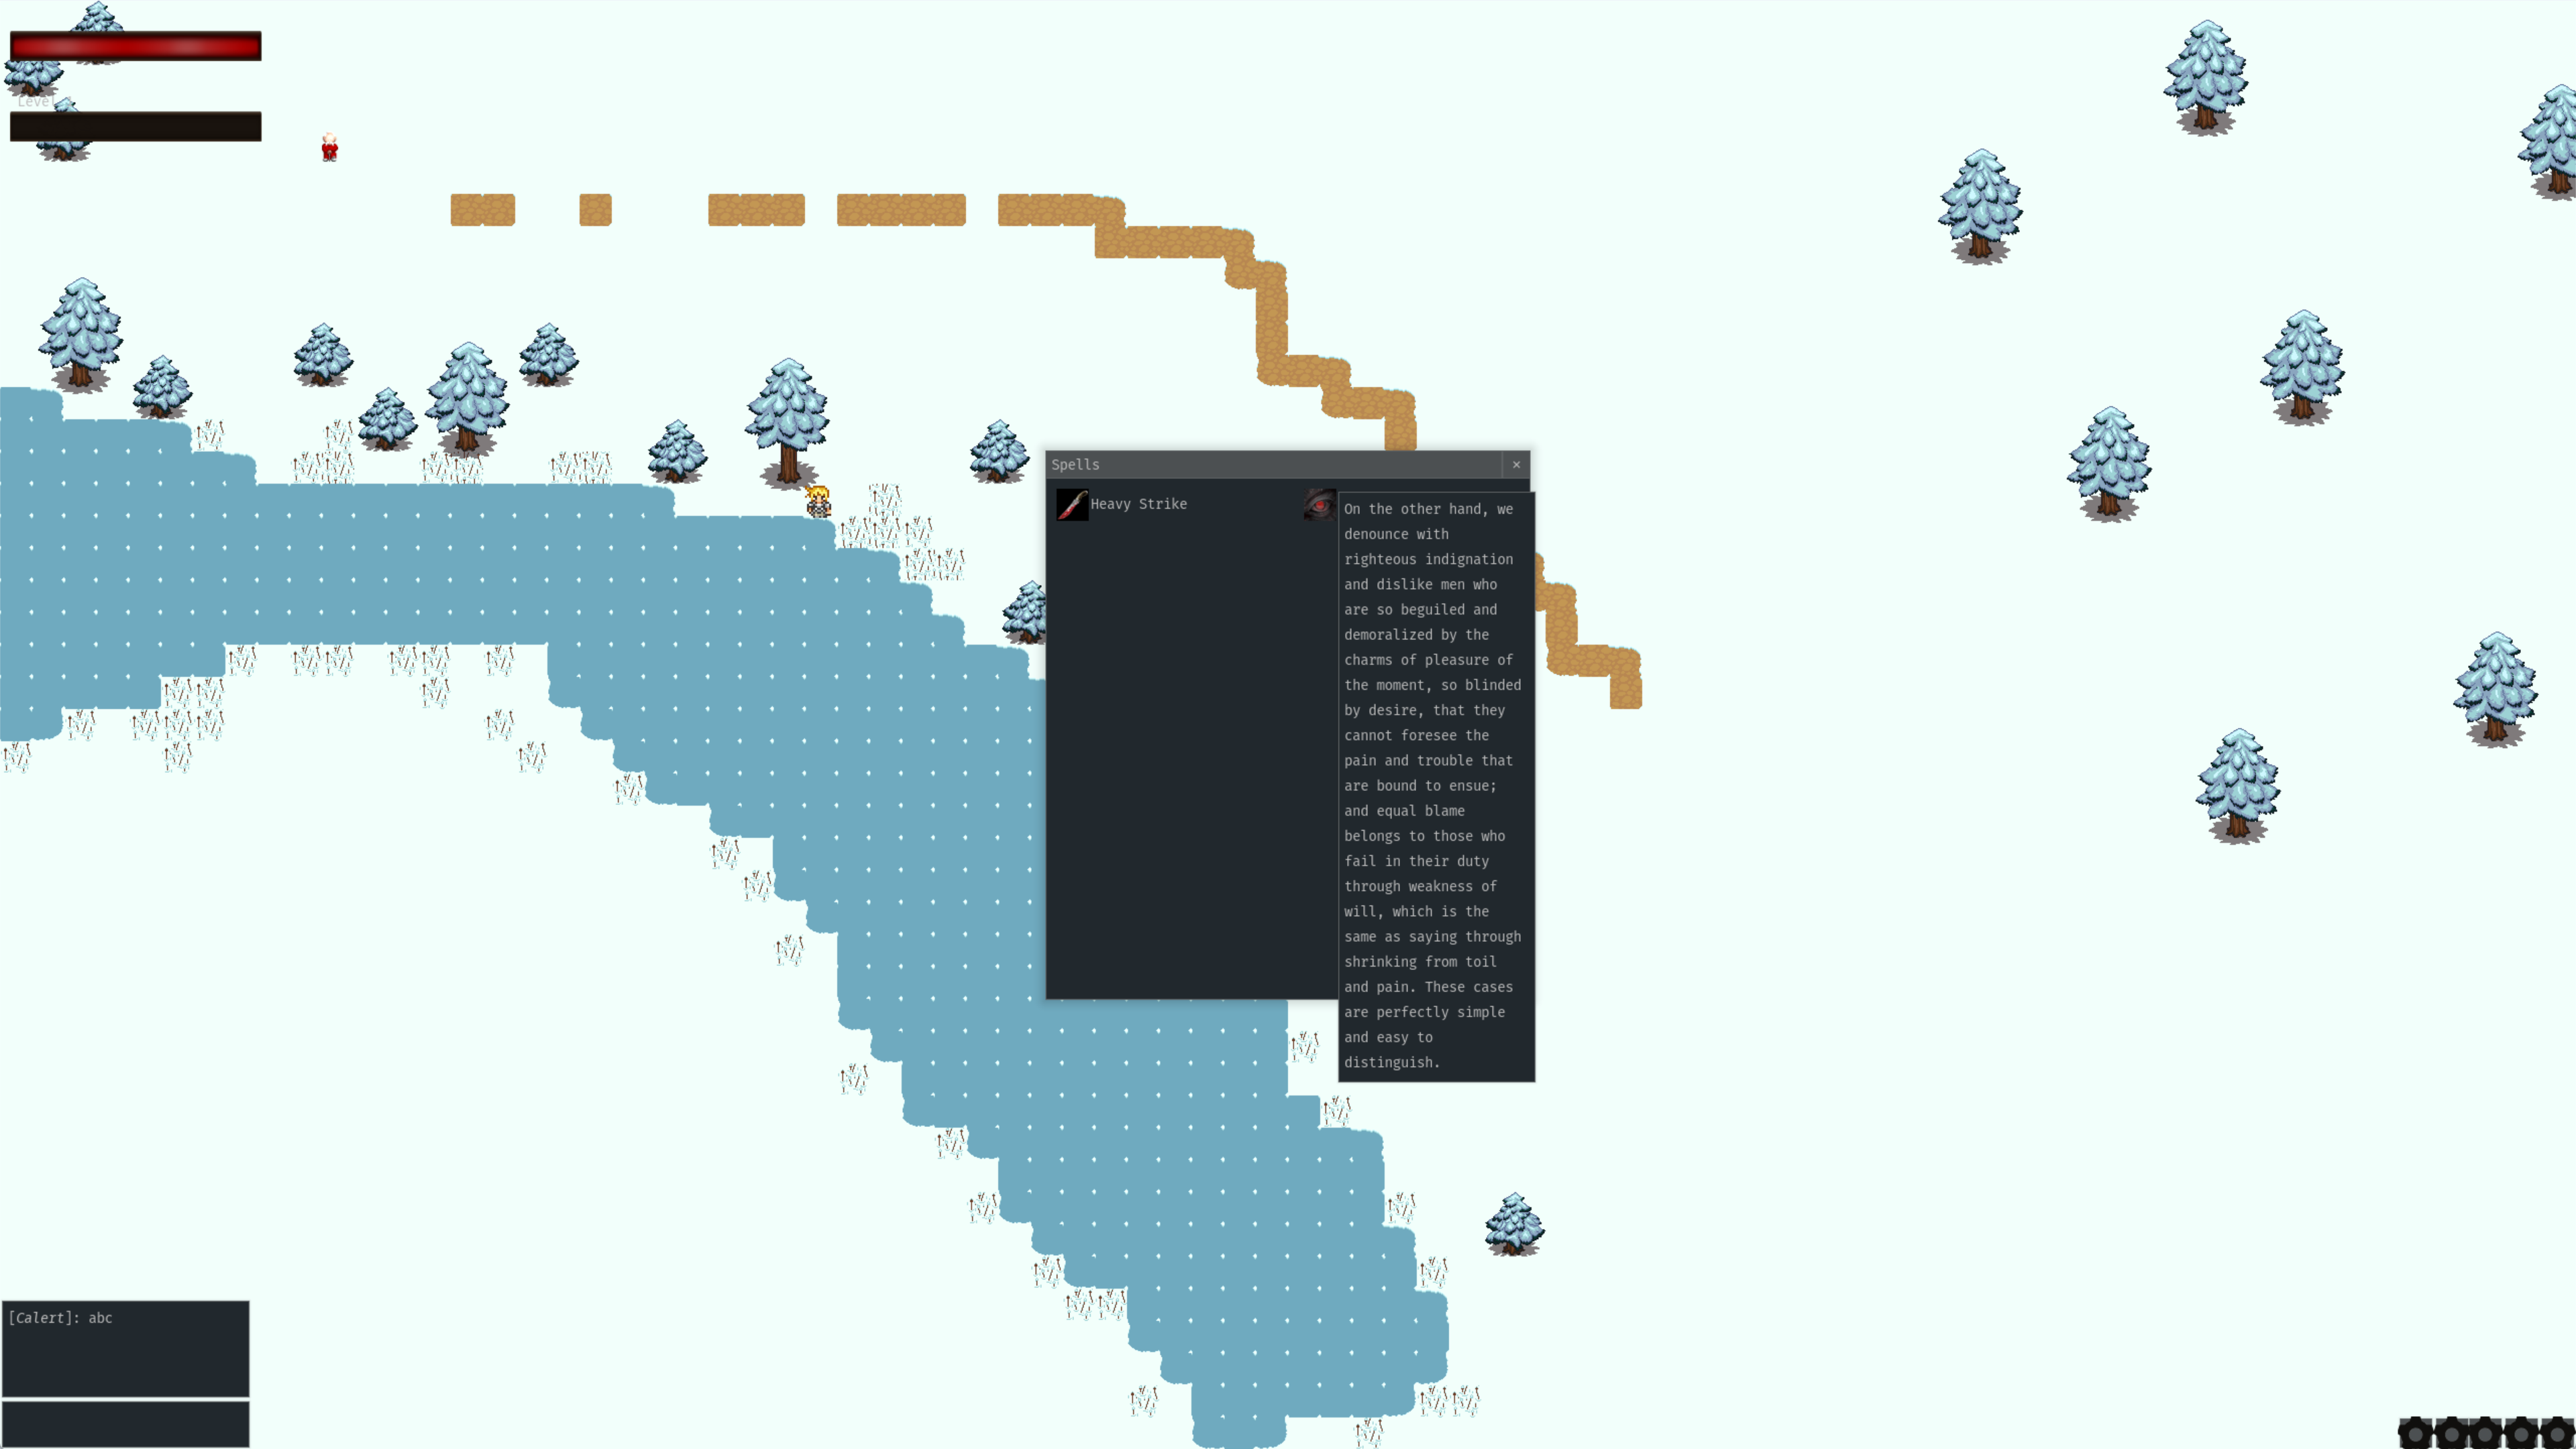 Level
Spells
×
Heavy Strike
On the other hand, we
denounce with
righteous indignation
and dislike men who
are so beguiled and
demoralized by the
charms of pleasure of
the moment, so blinded
by desire, that they
cannot foresee the
pain and trouble that
are bound to ensue;
and equal blame
belongs to those who
fail in their duty
through weakness of
will, which is the
same as saying through
shrinking from toil
and pain. These cases
are perfectly simple
and easy to
distinguish.
[Calert]: abc